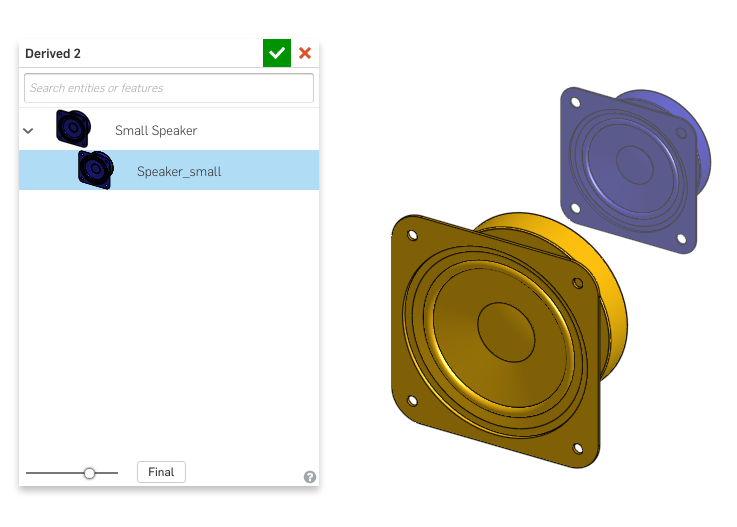 Derived 2
Search entities or features
Small Speaker
Speaker_small
Final
?